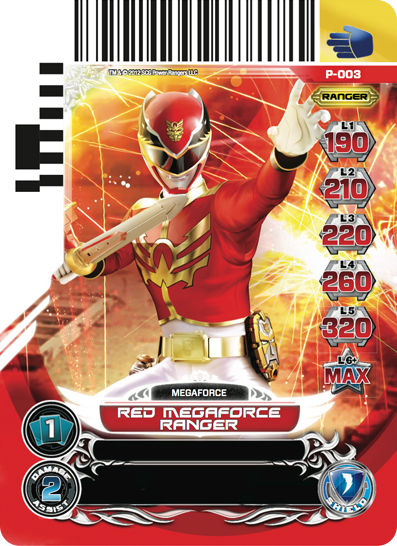 TM & © 2012 SCG Power Rangers LLC
P-003
RANGER
L1
190
L2
210
L3
220
L4
260
L5
320
L6+
MAX
MEGAFORCE
RED MEGAFORCE
RANGER
1
DAMAGE
2
ASSIST
SHIELD